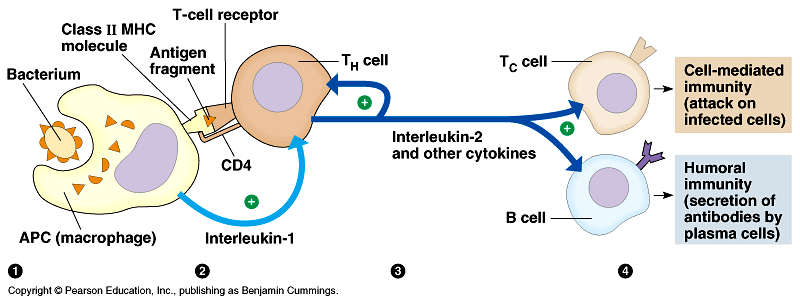 T-cell receptor
Class II MHC
molecule
Antigen
fragment
Bacterium
TH cell
TC cell
Cell-mediated
immunity
(attack on
infected cells)
+
+
+
Interleukin-2
and other cytokines
CD4
+
Humoral
immunity
(secretion of
antibodies by
plasma cells)
B cell
APC (macrophage)
Interleukin-1
1
2
3
4
Copyright © Pearson Education, Inc., publishing as Benjamin Cummings.